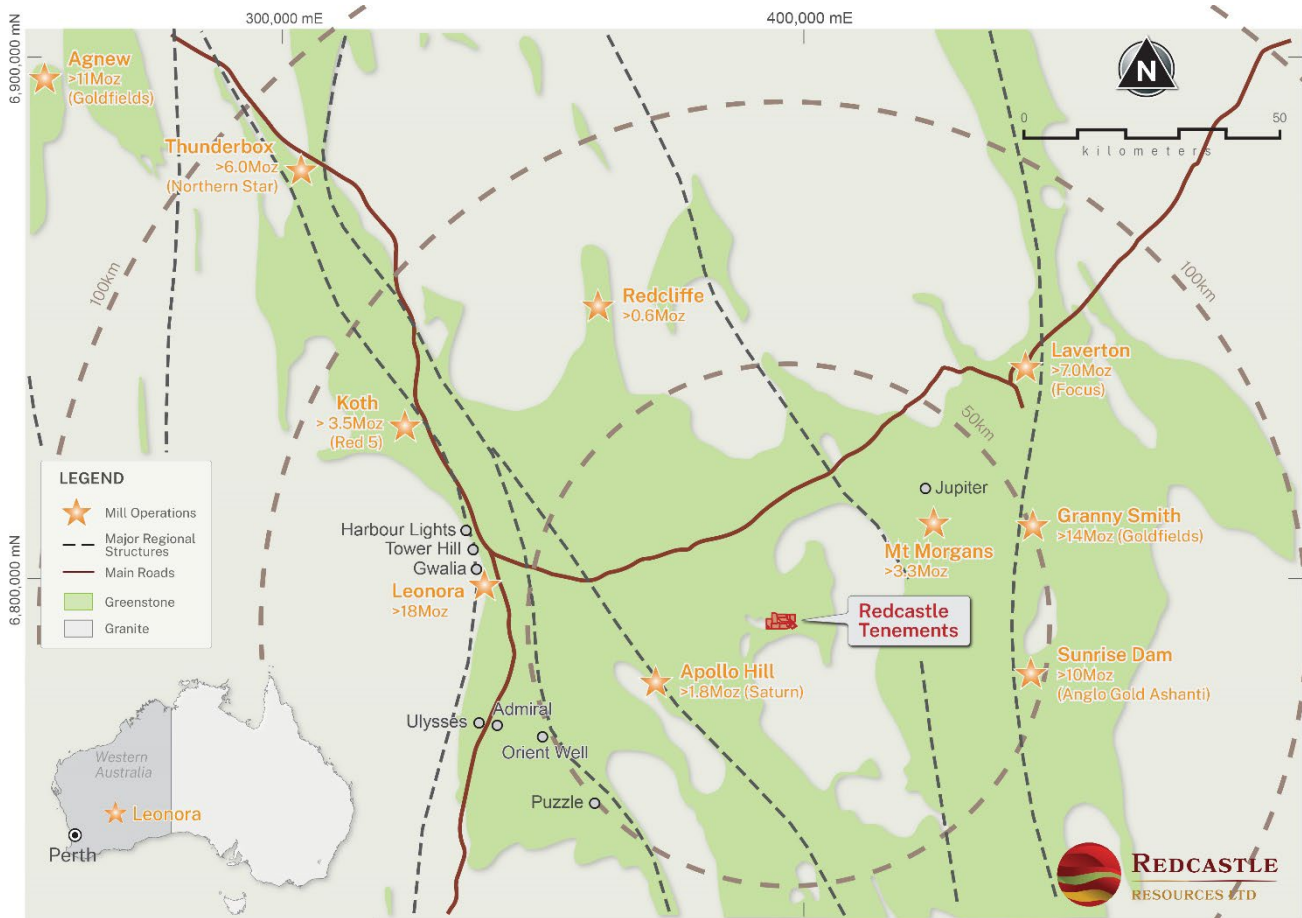 300,000 mE
400,000 mE
6,900,000 mN
6,800,000 mN
Agnew
>11Moz
(Goldfields)
Thunderbox
>6.0Moz
(Northern Star)
N
0
50
kilometers
100km
100km
50km
Redcliffe
>0.6Moz
Laverton
>7.0Moz
(Focus)
Koth
> 3.5Moz
(Red 5)
Jupiter
Harbour Lights
Tower Hill
Gwalia
Leonora
>18Moz
Mt Morgans
>3.3Moz
Granny Smith
>14Moz (Goldfields)
Redcastle
Tenements
Apollo Hill
>1.8Moz (Saturn)
Sunrise Dam
>10Moz
(Anglo Gold Ashanti)
Ulysses
Admiral
Orient Well
Puzzle
LEGEND
Mill Operations
Major Regional
Structures
Main Roads
Greenstone
Granite
Western
Australia
Leonora
Perth
REDCASTLE
RESOURCES LTD